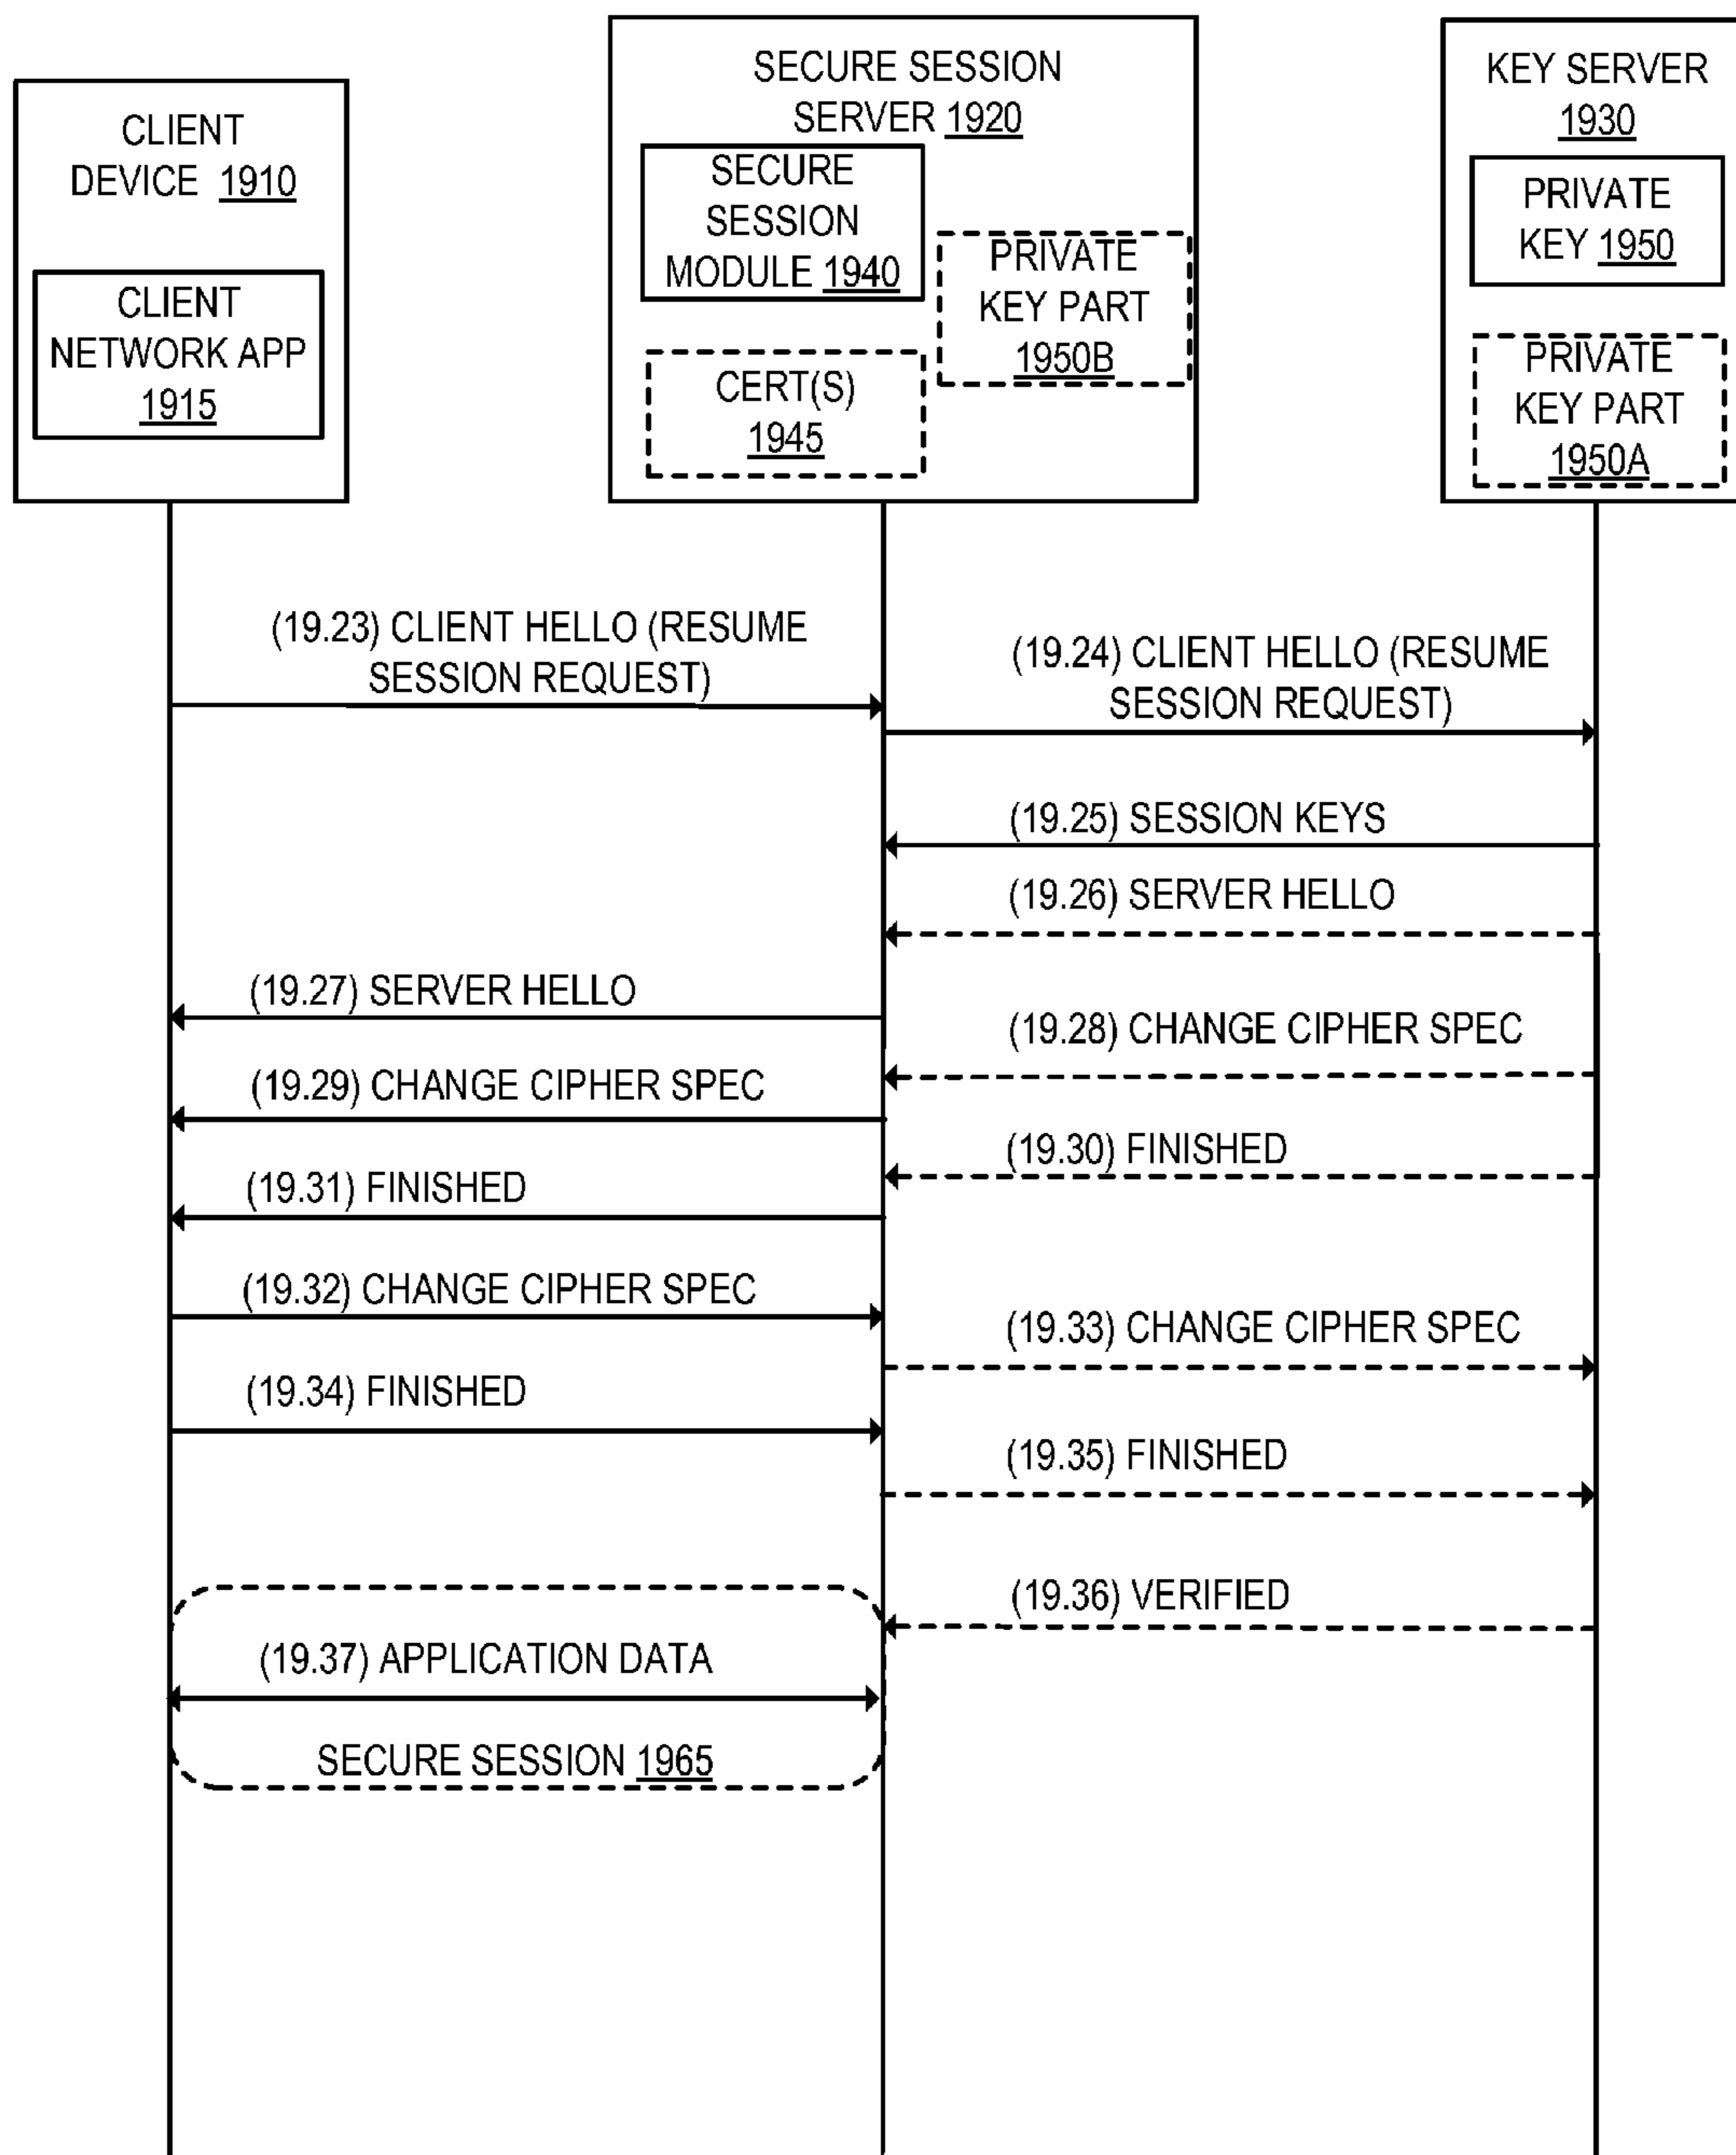 CLIENT
DEVICE 1910
CLIENT
NETWORK APP
1915
SECURE SESSION
SERVER 1920
SECURE
SESSION
MODULE 1940
PRIVATE
KEY PART
1950B
CERT(S)
1945
KEY SERVER
1930
PRIVATE
KEY 1950
PRIVATE
KEY PART
1950A
(19.23) CLIENT HELLO (RESUME
SESSION REQUEST)
(19.24) CLIENT HELLO (RESUME
SESSION REQUEST)
(19.25) SESSION KEYS
(19.26) SERVER HELLO
(19.27) SERVER HELLO
(19.28) CHANGE CIPHER SPEC
(19.29) CHANGE CIPHER SPEC
(19.30) FINISHED
(19.31) FINISHED
(19.32) CHANGE CIPHER SPEC
(19.33) CHANGE CIPHER SPEC
(19.34) FINISHED
(19.35) FINISHED
(19.36) VERIFIED
(19.37) APPLICATION DATA
SECURE SESSION 1965